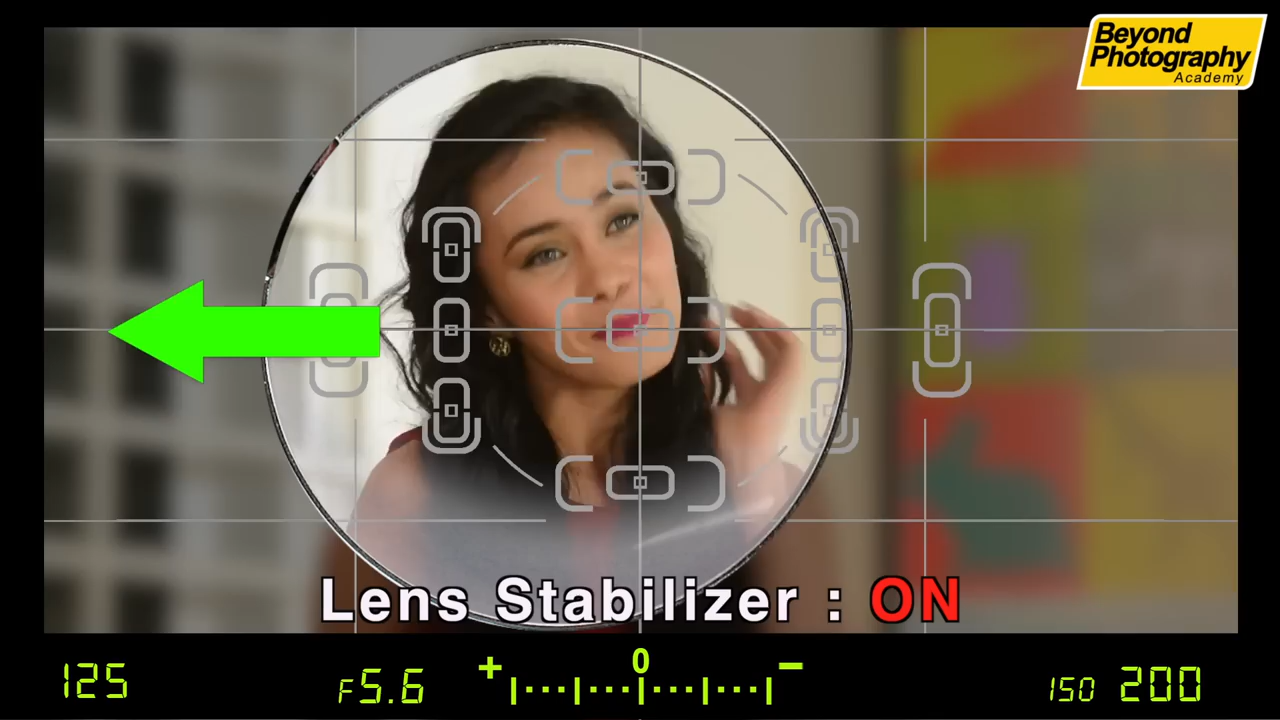 Beyond
Photography
Academy
Lens Stabilizer : ON
+ 0 −
125 F5.6 ISO 200